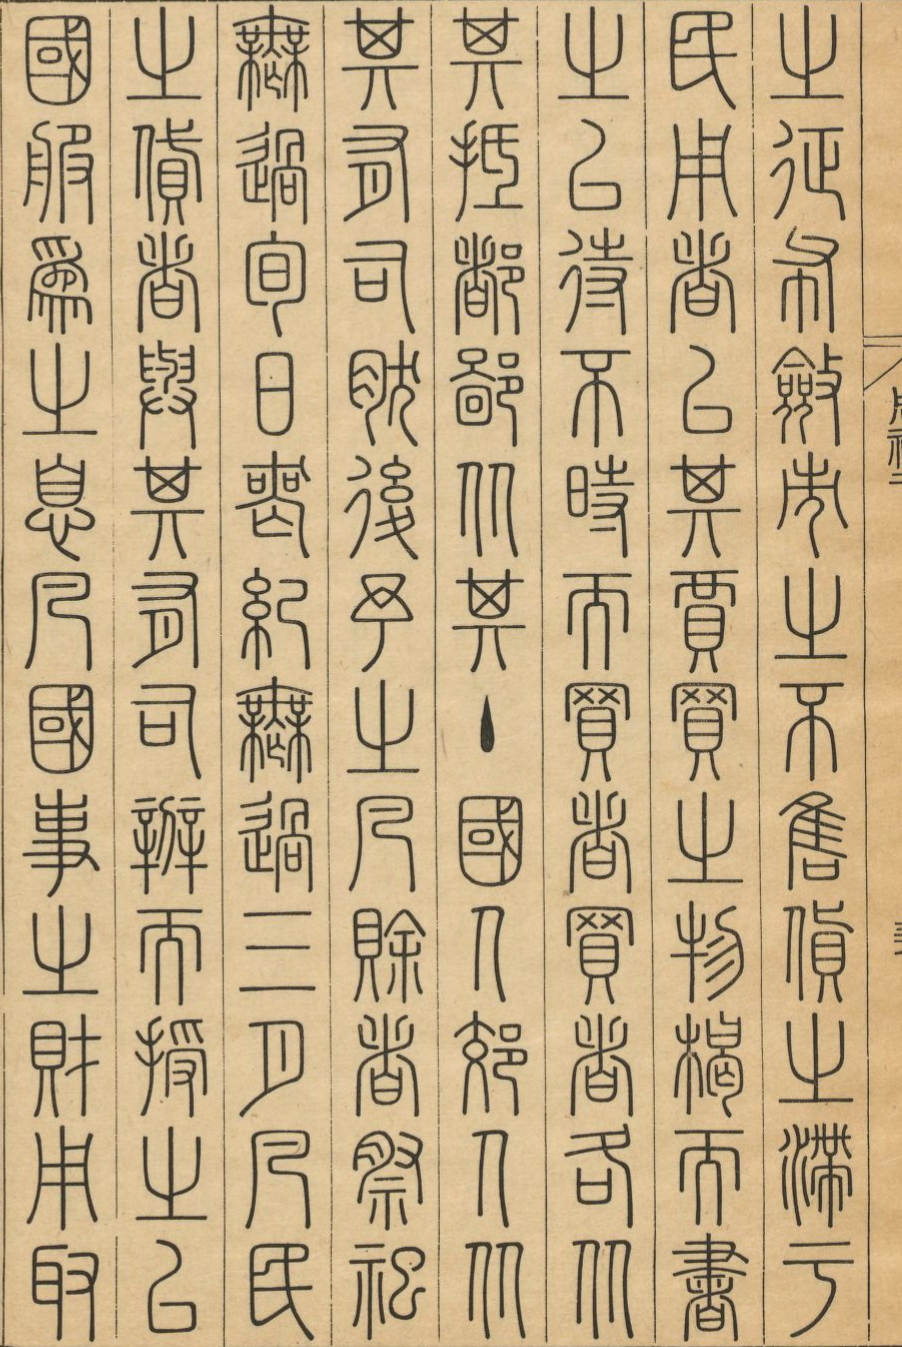 之征布斂市之不售貨之滯于
民用者以其賈買之物楬而書
之以待不時而買者買者各从
其抵都鄙从其丶國人郊人从
其有司然後予之凡賒者祭祀
無過旬日喪紀無過三月凡民
之貸者與其有司辨而授之以
國服爲之息凡國事之財用取